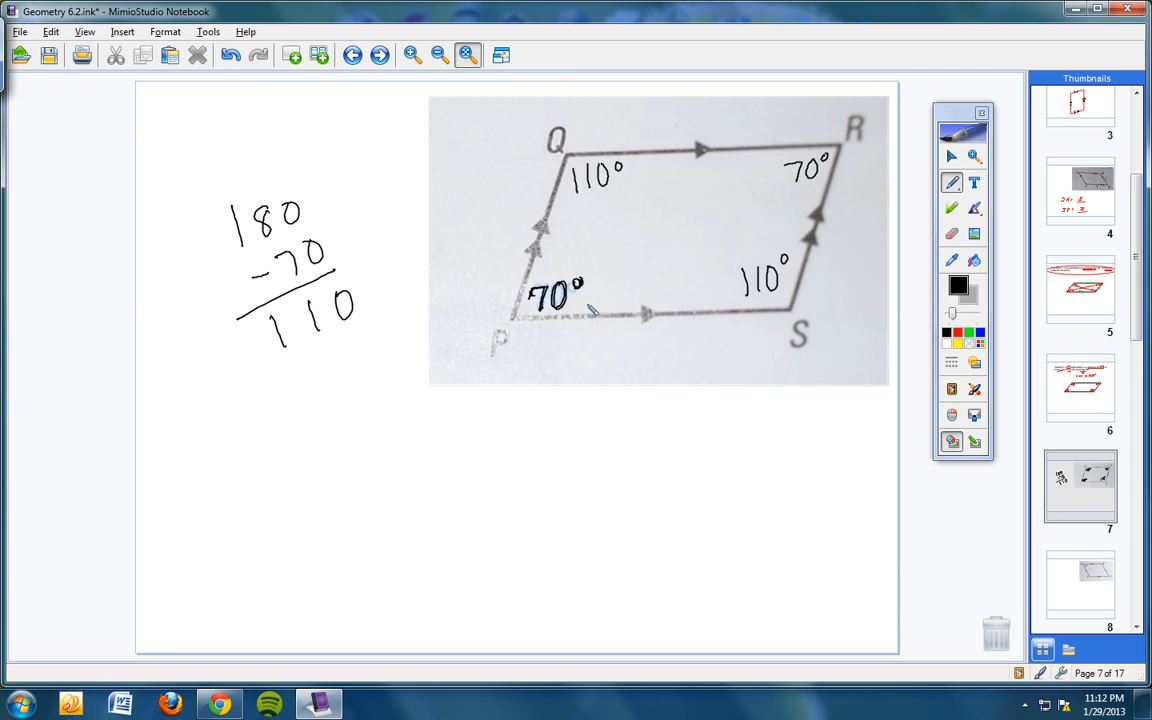 Geometry 6.2.ink* - MimioStudio Notebook
File Edit View Insert Format Tools Help
Thumbnails
3
4
5
6
7
8
Q
R
110°
70°
180
-70
110
70°
110°
P
S
T
Page 7 of 17
11:12 PM
1/29/2013